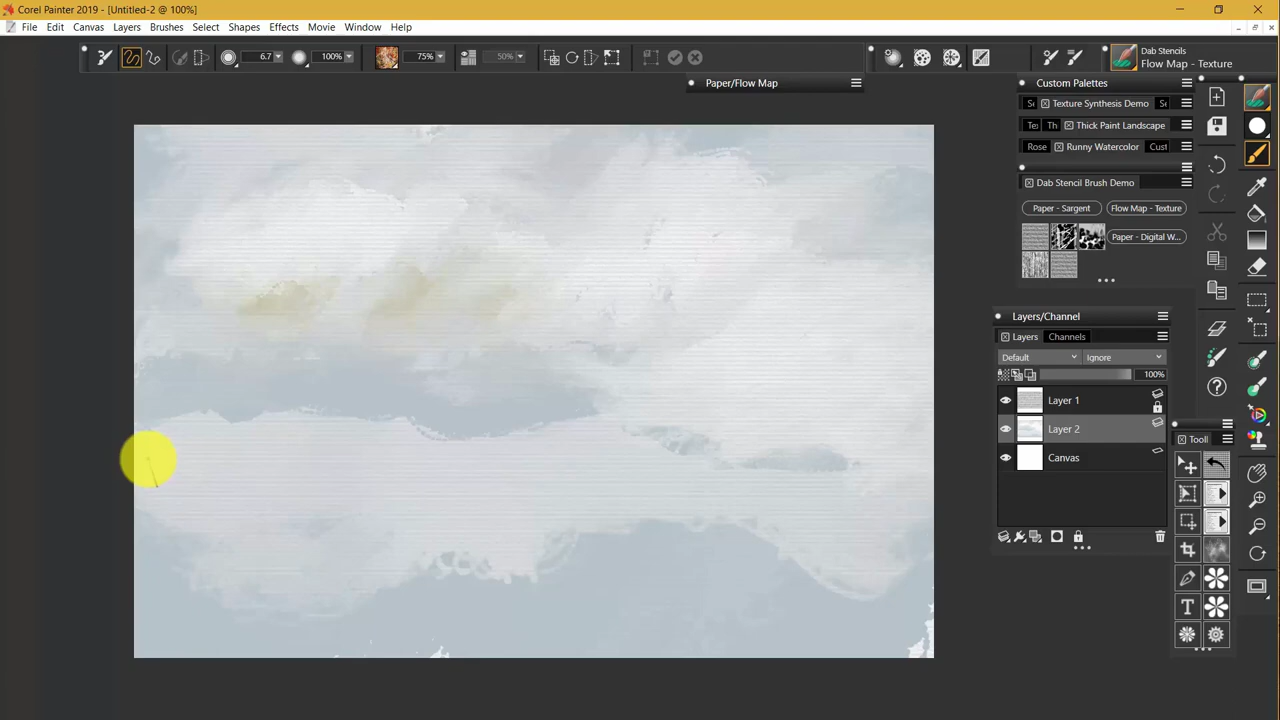 Corel Painter 2019 - [Untitled-2 @ 100%]
File Edit Canvas Layers Brushes Select Shapes Effects Movie Window Help
6.7 100% 75% 50%
Dab Stencils
Flow Map - Texture
Paper/Flow Map
Custom Palettes
Texture Synthesis Demo
Th Thick Paint Landscape
Rose Runny Watercolor Cust
Dab Stencil Brush Demo
Paper - Sargent Flow Map - Texture
Paper - Digital W...
Layers/Channel
Layers Channels
Default Ignore
100%
Layer 1
Layer 2
Canvas
Tooll
T